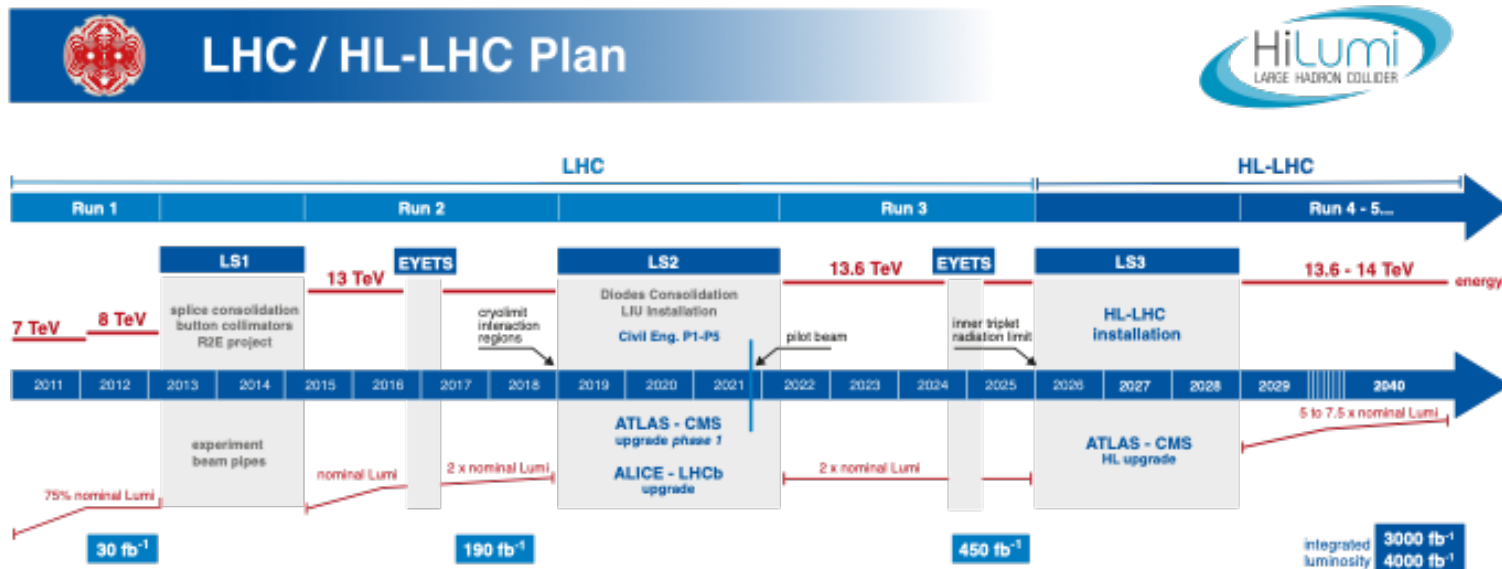 LHC / HL-LHC Plan
HiLumi
LARGE HADRON COLLIDER
LHC
HL-LHC
Run 1
Run 2
Run 3
Run 4 - 5...
LS1
EYETS
LS2
EYETS
LS3
13 TeV
13.6 TeV
13.6 - 14 TeV
energy
7 TeV
8 TeV
splice consolidation
button collimators
R2E project
cryolimit
interaction
regions
Diodes Consolidation
LIU Installation
Civil Eng. P1-P5
pilot beam
inner triplet
radiation limit
HL-LHC
installation
2011
2012
2013
2014
2015
2016
2017
2018
2019
2020
2021
2022
2023
2024
2025
2026
2027
2028
2029
2040
5 to 7.5 x nominal Lumi
experiment
beam pipes
ATLAS - CMS
upgrade phase 1
ALICE - LHCb
upgrade
ATLAS - CMS
HL upgrade
75% nominal Lumi
nominal Lumi
2 x nominal Lumi
2 x nominal Lumi
30 fb⁻¹
190 fb⁻¹
450 fb⁻¹
integrated
luminosity
3000 fb⁻¹
4000 fb⁻¹